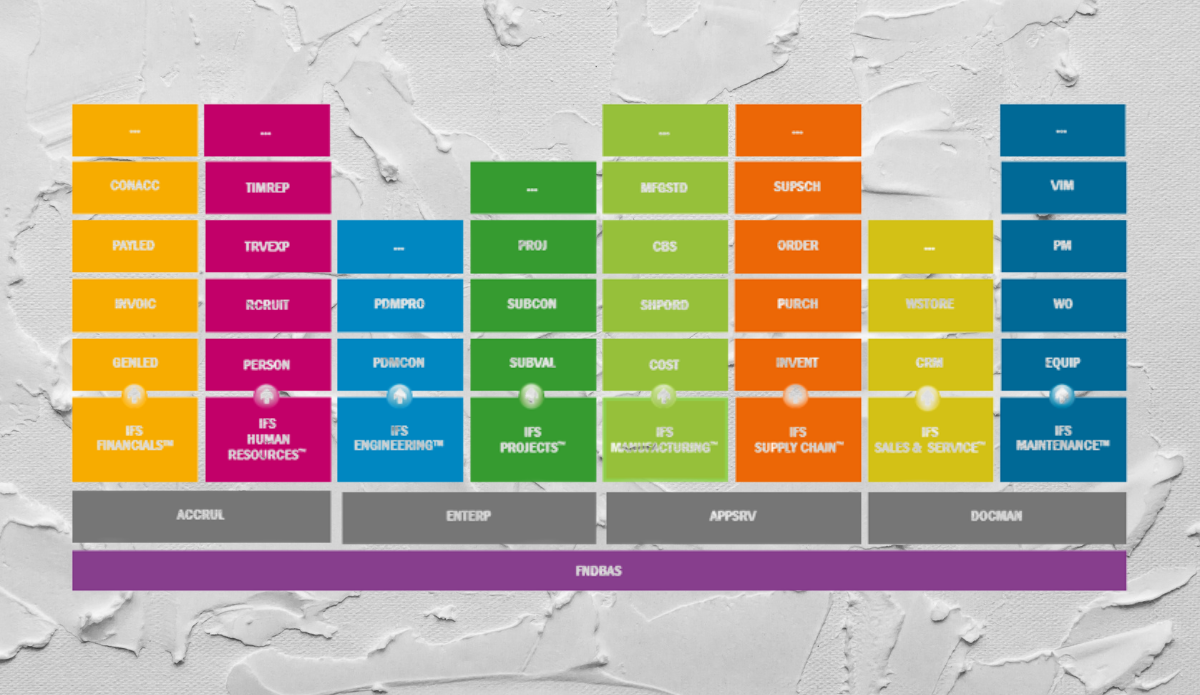 ---
---
---
---
---
CONACC
TIMREP
---
MFGSTD
SUPSCH
VIM
PAYLED
TRVEXP
---
PROJ
CBS
ORDER
---
PM
INVOIC
RCRUIT
PDMPRO
SUBCON
SHPORD
PURCH
WSTORE
WO
GENLED
PERSON
PDMCON
SUBVAL
COST
INVENT
CRM
EQUIP
IFS
FINANCIALS™
IFS
HUMAN
RESOURCES™
IFS
ENGINEERING™
IFS
PROJECTS™
IFS
MANUFACTURING™
IFS
SUPPLY CHAIN™
IFS
SALES & SERVICE™
IFS
MAINTENANCE™
ACCRUL
ENTERP
APPSRV
DOCMAN
FNDBAS